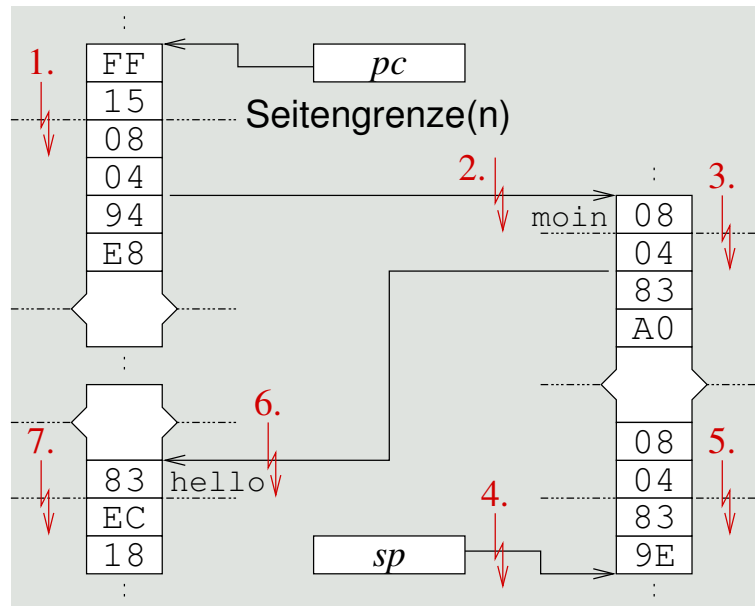 1.
FF
15
08
04
94
E8
pc
Seitengrenze(n)
2.
3.
moin
08
04
83
A0
6.
7.
83
EC
18
hello
4.
sp
5.
08
04
83
9E